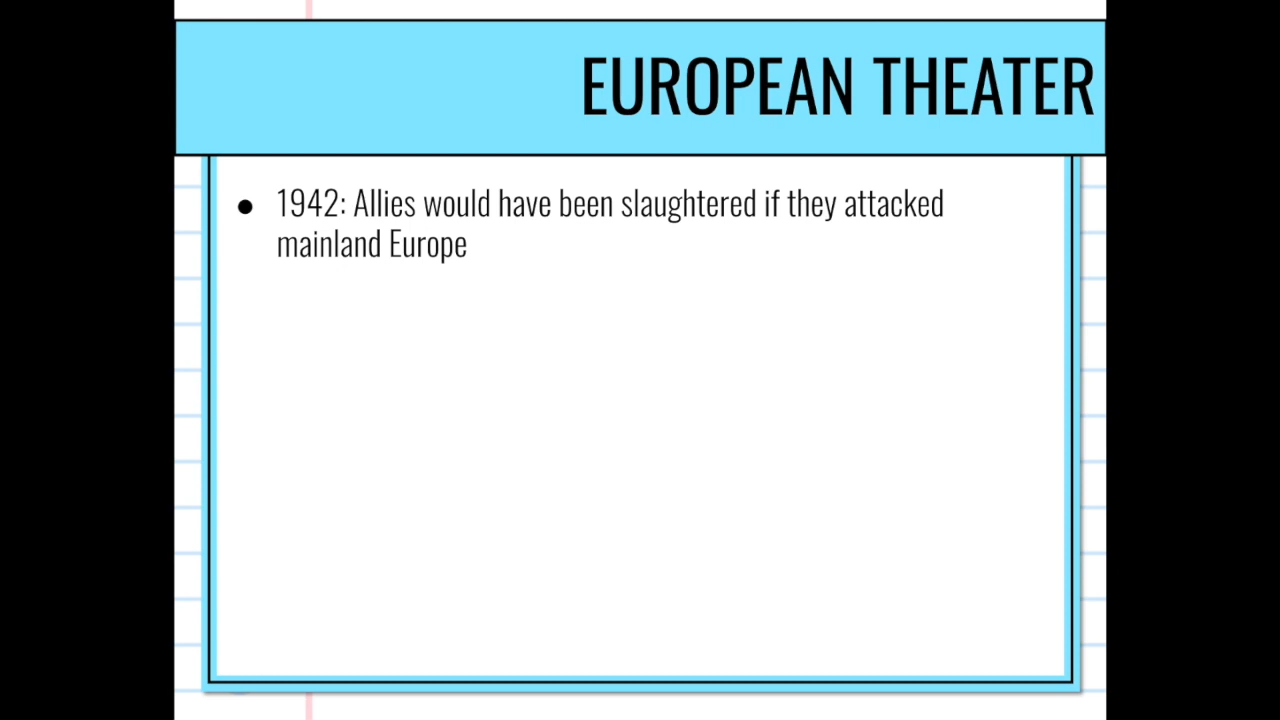 EUROPEAN THEATER
● 1942: Allies would have been slaughtered if they attacked
mainland Europe